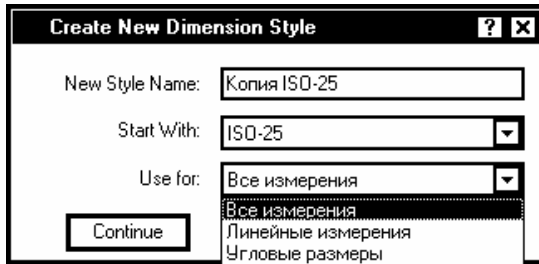 Create New Dimension Style ? X
New Style Name: Копия ISO-25
Start With: ISO-25
Use for: Все измерения
Все измерения
Continue Линейные измерения
Угловые размеры